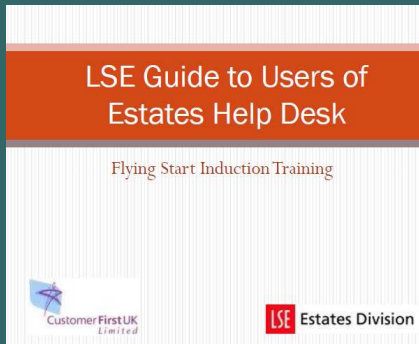 LSE Guide to Users of
Estates Help Desk
Flying Start Induction Training
Customer First UK
Limited
LSE Estates Division